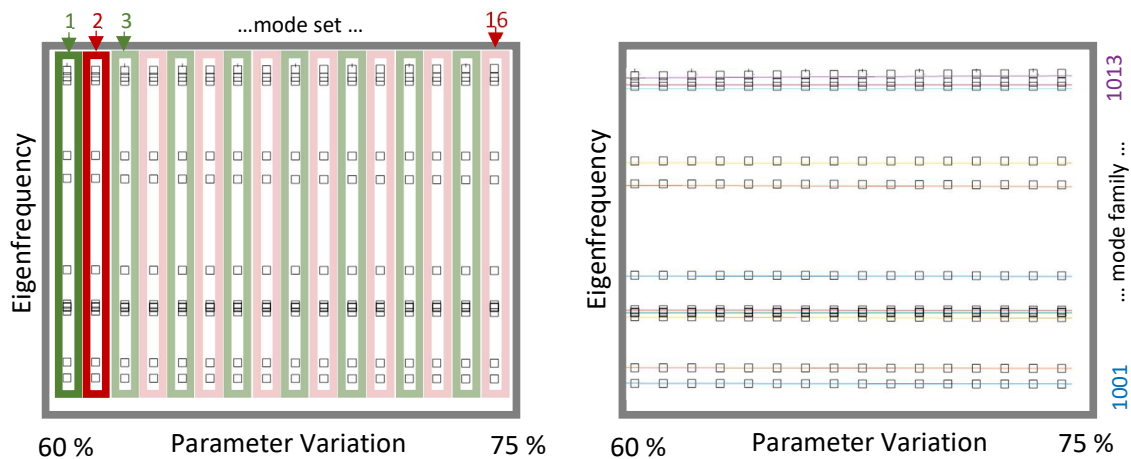 1 2 3 ...mode set ... 16
Eigenfrequency
60 % Parameter Variation 75 %
Eigenfrequency
1013
... mode family ...
1001
60 % Parameter Variation 75 %